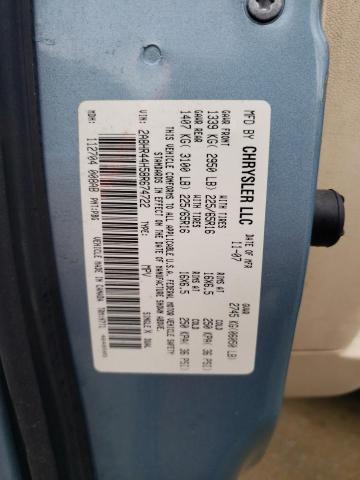 MFD BY CHRYSLER LLC
DATE OF MFR
11-07
GVWR
2745 KG(06050 LB)
GAWR FRONT
1339 KG( 2950 LB)
WITH TIRES
225/65R16
RIMS AT
16X6.5
COLD
250 KPA( 36 PSI)
GAWR REAR
1407 KG( 3100 LB)
WITH TIRES
225/65R16
RIMS AT
16X6.5
COLD
250 KPA( 36 PSI)
THIS VEHICLE CONFORMS TO ALL APPLICABLE U.S.A. FEDERAL MOTOR VEHICLE SAFETY
STANDARDS IN EFFECT ON THE DATE OF MANUFACTURE SHOWN ABOVE.
VIN: 2A8HR44H58R674722 TYPE: MPV SINGLE X DUAL
MDH: 112704 008AB PNT:PBG
VEHICLE MADE IN CANADA